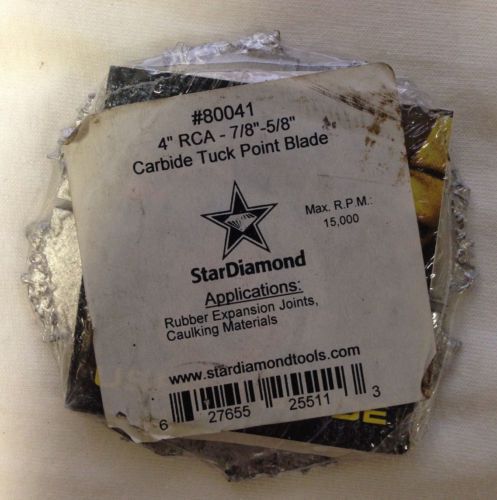 #80041
4" RCA - 7/8"-5/8"
Carbide Tuck Point Blade
Max. R.P.M.:
15,000
StarDiamond
Applications:
Rubber Expansion Joints,
Caulking Materials
www.stardiamondtools.com
6 27655 25511 3